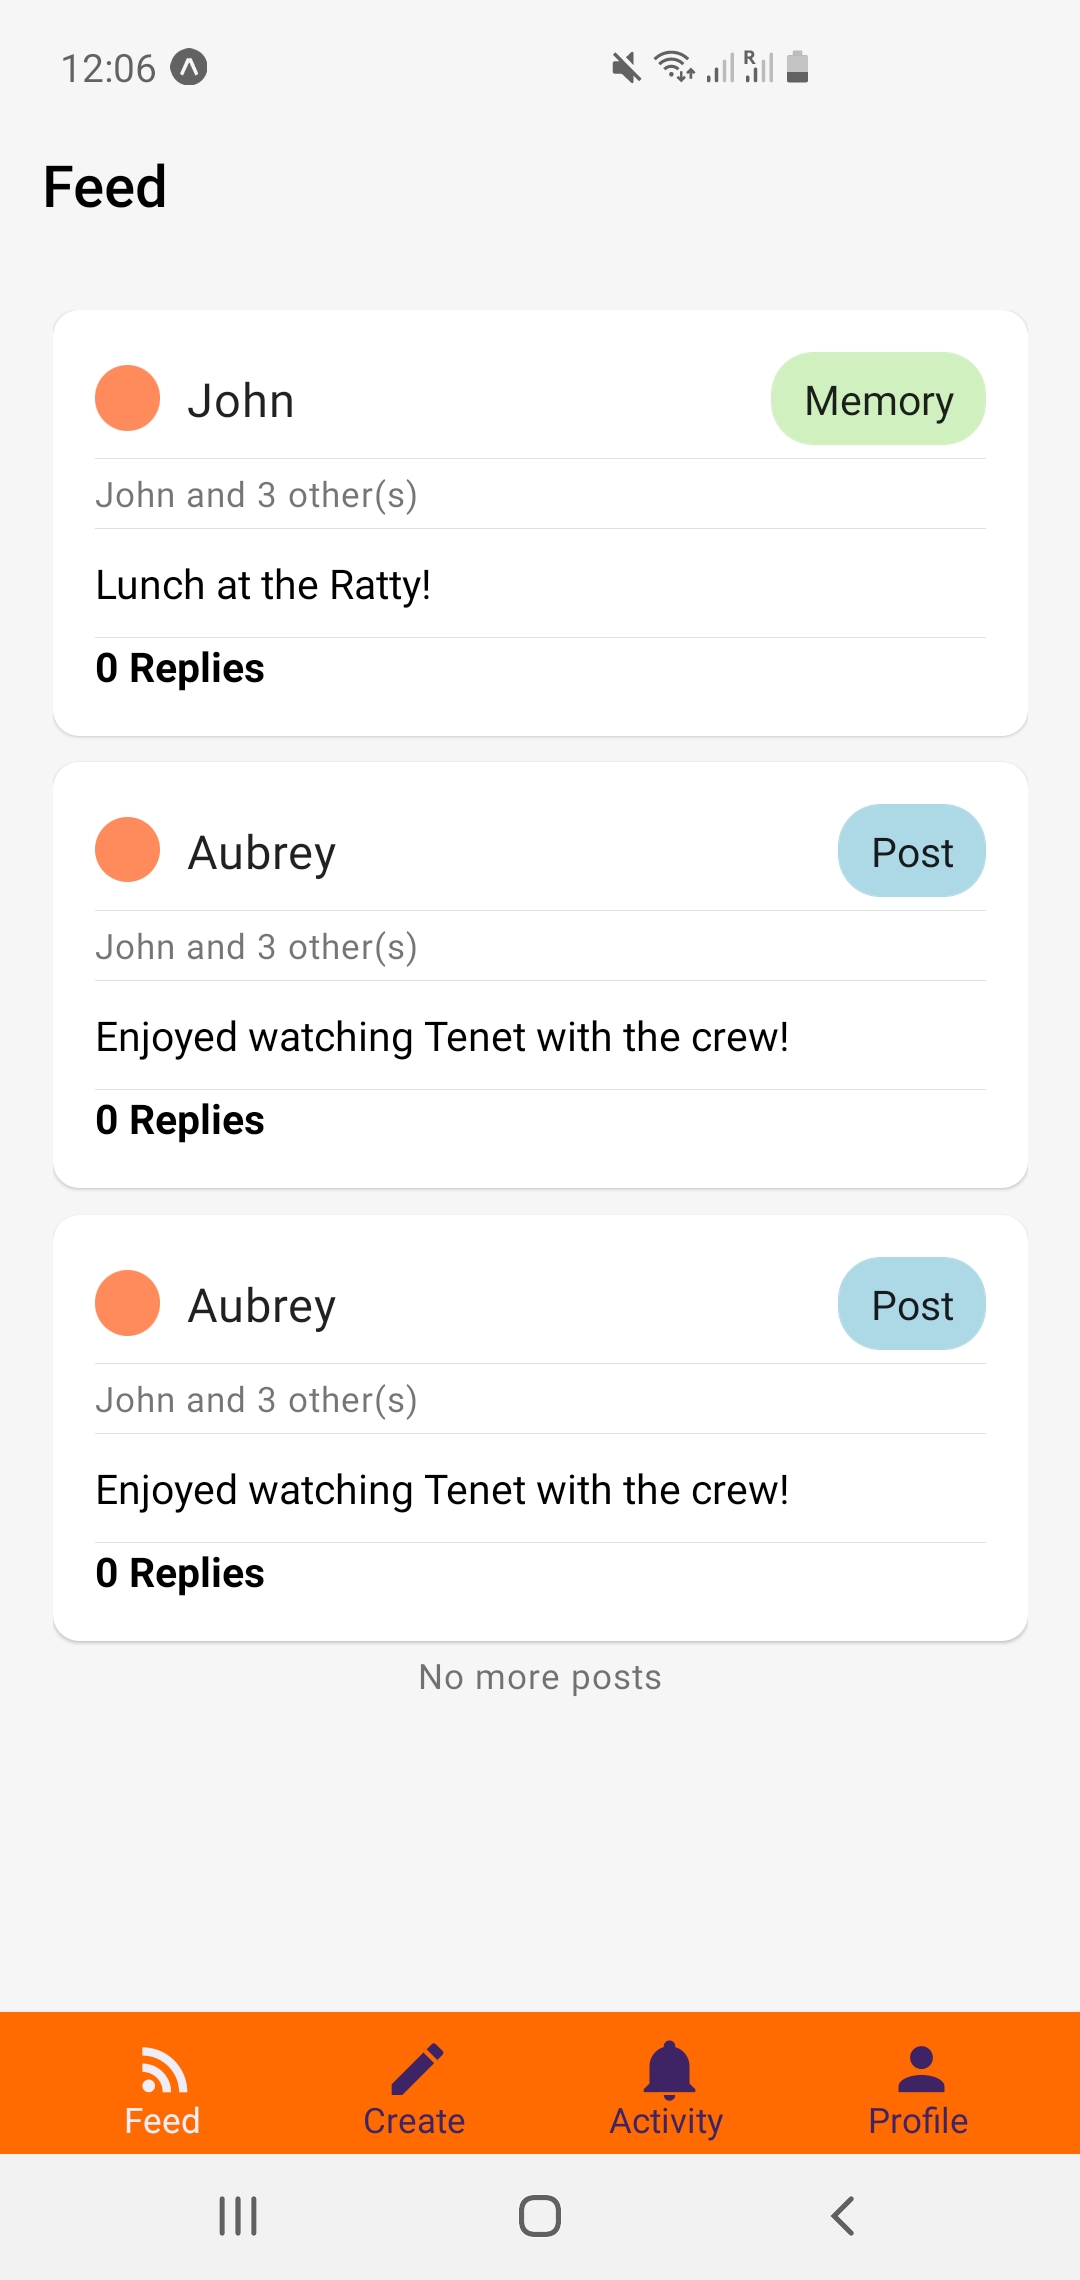 12:06
R
Feed
John
Memory
John and 3 other(s)
Lunch at the Ratty!
0 Replies
Aubrey
Post
John and 3 other(s)
Enjoyed watching Tenet with the crew!
0 Replies
Aubrey
Post
John and 3 other(s)
Enjoyed watching Tenet with the crew!
0 Replies
No more posts
Feed Create Activity Profile